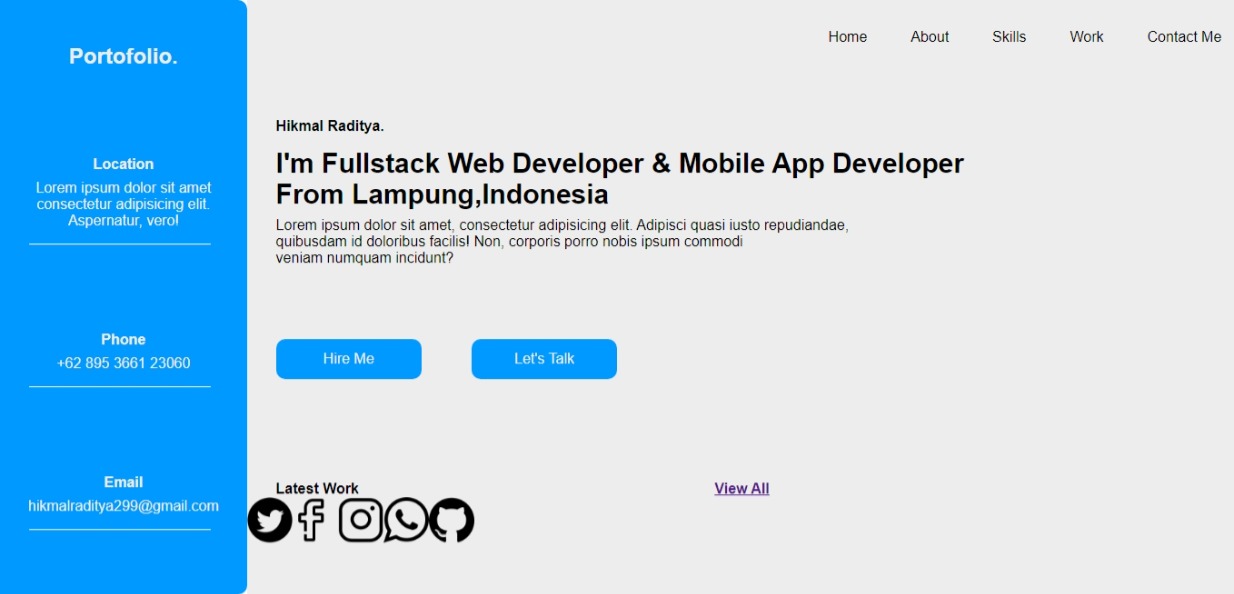 Portofolio.
Location
Lorem ipsum dolor sit amet
consectetur adipisicing elit.
Aspernatur, vero!
Phone
+62 895 3661 23060
Email
hikmalraditya299@gmail.com
Home About Skills Work Contact Me
Hikmal Raditya.
I'm Fullstack Web Developer & Mobile App Developer
From Lampung,Indonesia
Lorem ipsum dolor sit amet, consectetur adipisicing elit. Adipisci quasi iusto repudiandae,
quibusdam id doloribus facilis! Non, corporis porro nobis ipsum commodi
veniam numquam incidunt?
Hire Me Let's Talk
Latest Work View All